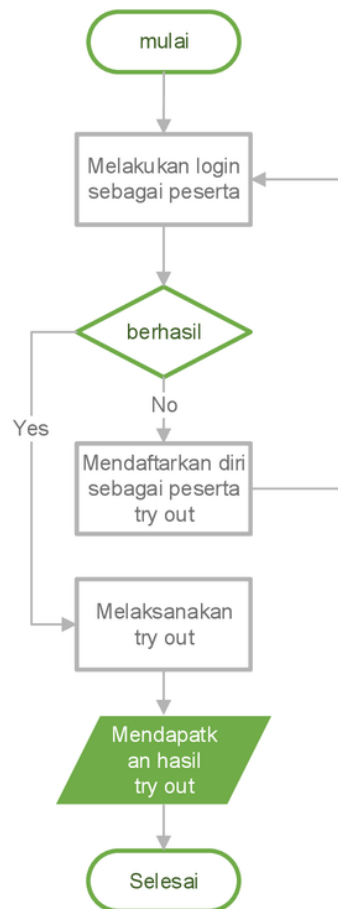 mulai
Melakukan login
sebagai peserta
berhasil
No
Yes
Mendaftarkan diri
sebagai peserta
try out
Melaksanakan
try out
Mendapatk
an hasil
try out
Selesai